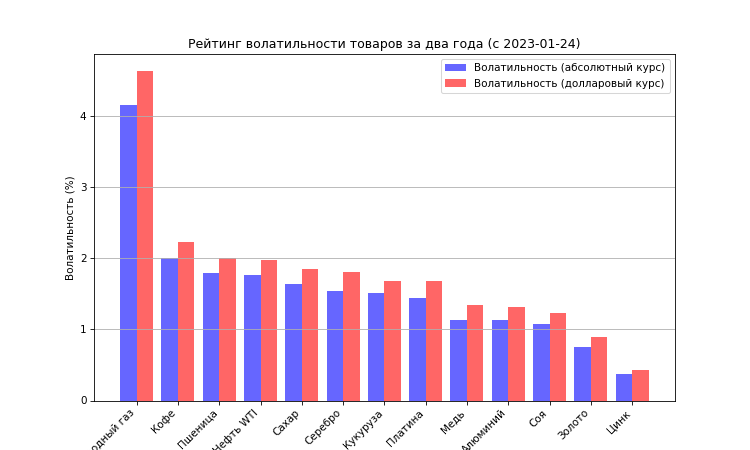 Рейтинг волатильности товаров за два года (с 2023-01-24)
Волатильность (абсолютный курс)
Волатильность (долларовый курс)
Волатильность (%)
4
3
2
1
0
одный газ
Кофе
Пшеница
Нефть WTI
Сахар
Серебро
Кукуруза
Платина
Медь
Алюминий
Соя
Золото
Цинк